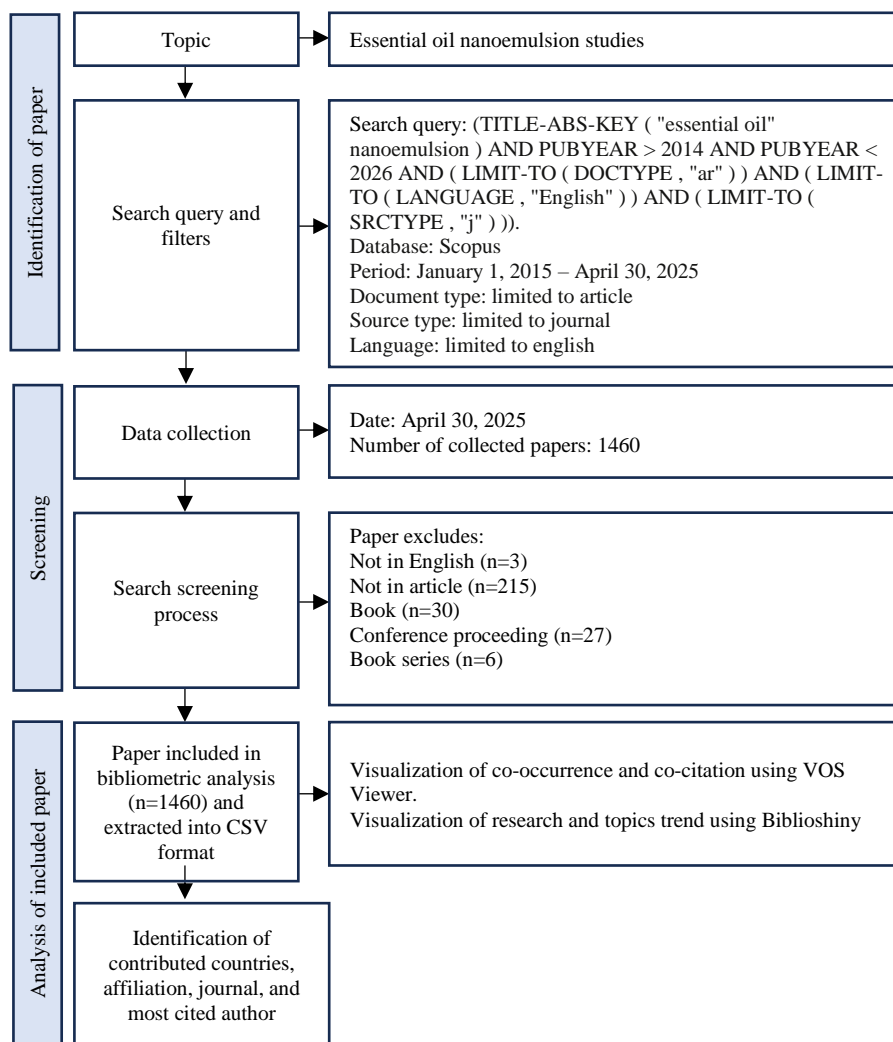 Identification of paper
Topic
Essential oil nanoemulsion studies
Search query and
filters
Search query: (TITLE-ABS-KEY ( "essential oil"
nanoemulsion ) AND PUBYEAR > 2014 AND PUBYEAR <
2026 AND ( LIMIT-TO ( DOCTYPE , "ar" ) ) AND ( LIMIT-
TO ( LANGUAGE , "English" ) ) AND ( LIMIT-TO (
SRCTYPE , "j" ) )).
Database: Scopus
Period: January 1, 2015 – April 30, 2025
Document type: limited to article
Source type: limited to journal
Language: limited to english
Screening
Data collection
Date: April 30, 2025
Number of collected papers: 1460
Search screening
process
Paper excludes:
Not in English (n=3)
Not in article (n=215)
Book (n=30)
Conference proceeding (n=27)
Book series (n=6)
Analysis of included paper
Paper included in
bibliometric analysis
(n=1460) and
extracted into CSV
format
Visualization of co-occurrence and co-citation using VOS
Viewer.
Visualization of research and topics trend using Biblioshiny
Identification of
contributed countries,
affiliation, journal, and
most cited author